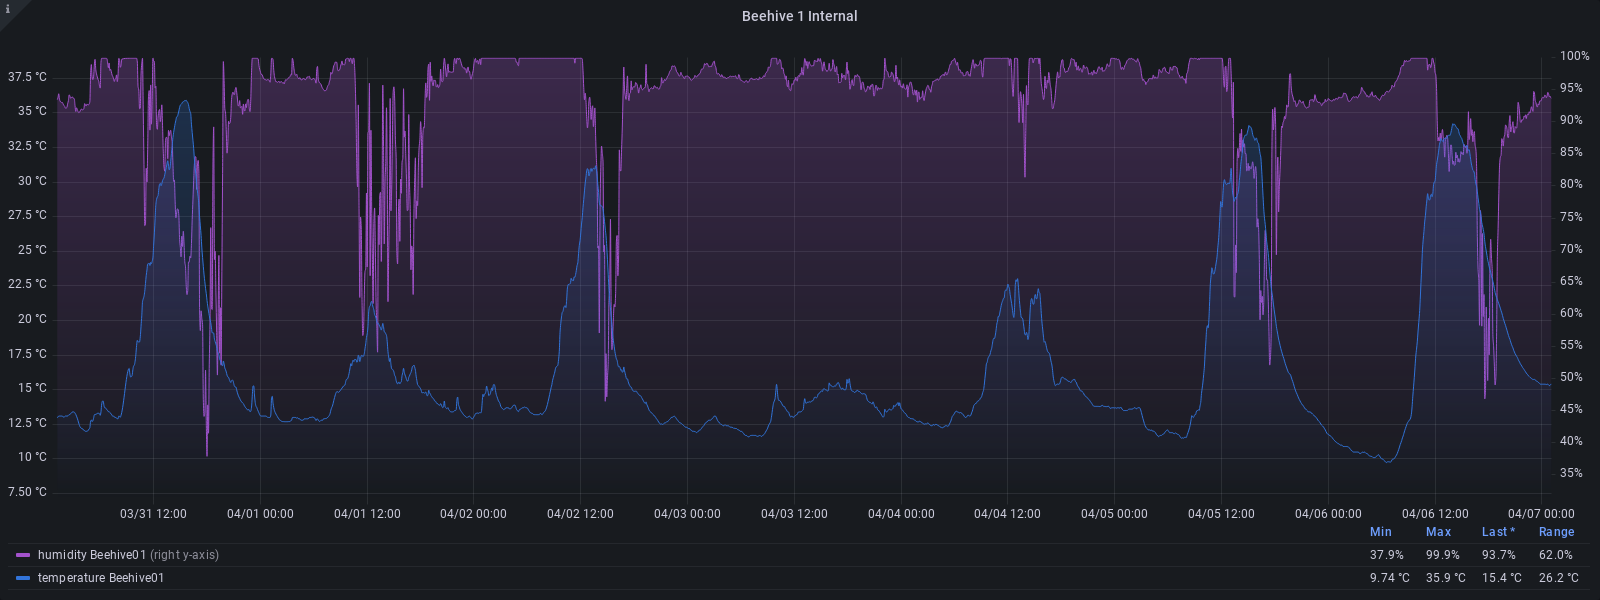 i
Beehive 1 Internal
37.5 °C
35 °C
32.5 °C
30 °C
27.5 °C
25 °C
22.5 °C
20 °C
17.5 °C
15 °C
12.5 °C
10 °C
7.50 °C
100%
95%
90%
85%
80%
75%
70%
65%
60%
55%
50%
45%
40%
35%
03/31 12:00 04/01 00:00 04/01 12:00 04/02 00:00 04/02 12:00 04/03 00:00 04/03 12:00 04/04 00:00 04/04 12:00 04/05 00:00 04/05 12:00 04/06 00:00 04/06 12:00 04/07 00:00
Min Max Last * Range
humidity Beehive01 (right y-axis) 37.9% 99.9% 93.7% 62.0%
temperature Beehive01 9.74 °C 35.9 °C 15.4 °C 26.2 °C